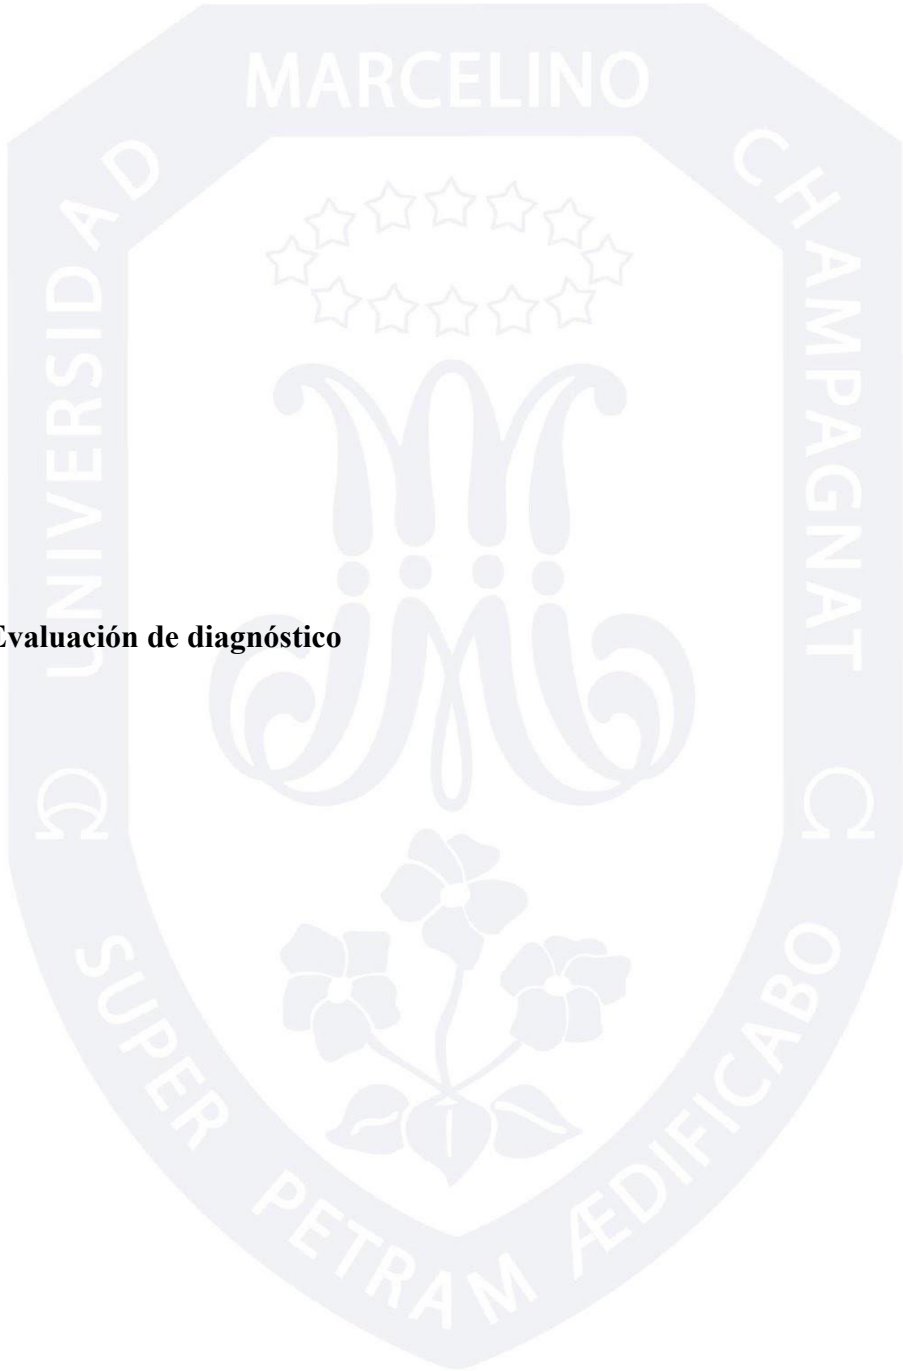 MARCELINO
UNIVERSIDAD
CHAMPAGNAT
Evaluación de diagnóstico
SUPER PETRAM ÆDIFICABO